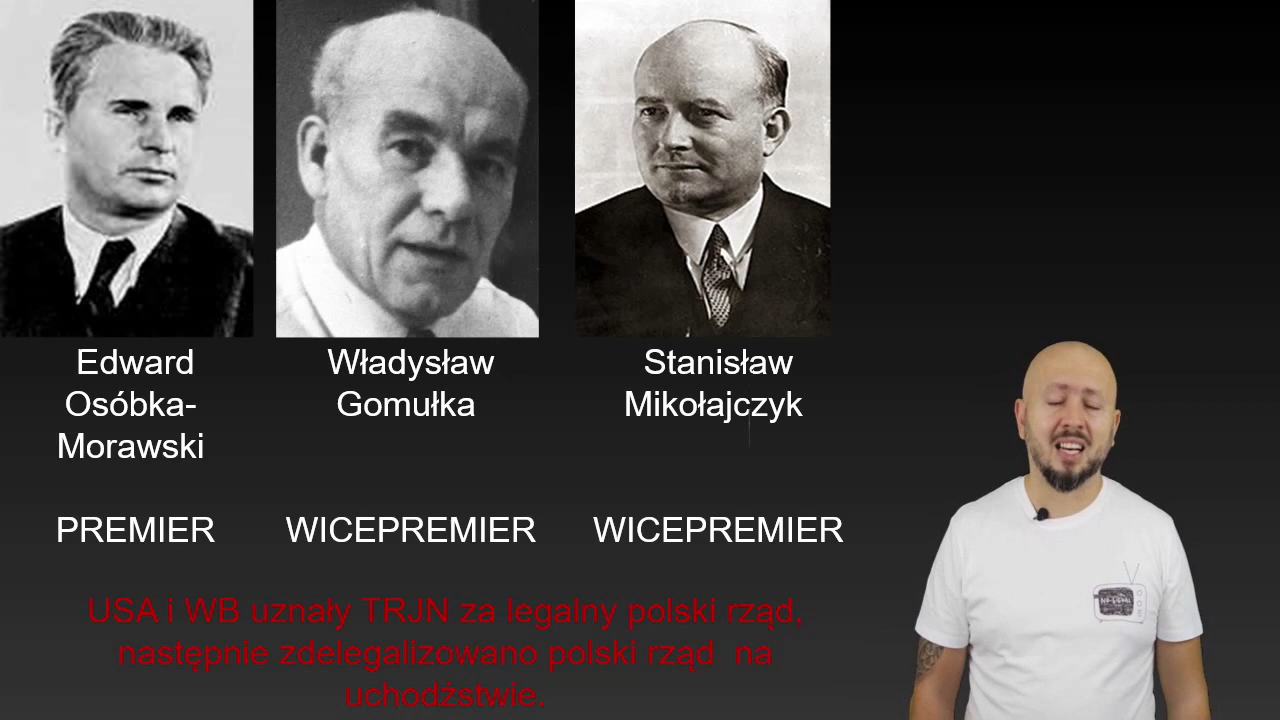 Edward
Osóbka-
Morawski
Władysław
Gomułka
Stanisław
Mikołajczyk
PREMIER
WICEPREMIER
WICEPREMIER
USA i WB uznały TRJN za legalny polski rząd,
następnie zdelegalizowano polski rząd na
uchodźstwie.